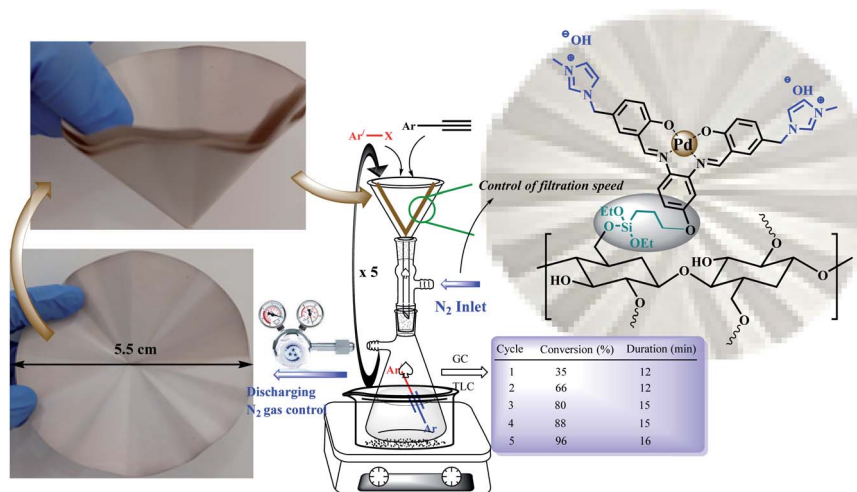 5.5 cm
Ar/—X
Ar
Control of filtration speed
x 5
N2 Inlet
Discharging
N2 gas control
Ar
Ar
GC
TLC
⊖OH
N
⊕
N
⊖OH
N
⊕
N
O
O
Pd
N
N
EtO
Si
OEt
O
O
O
HO
O
HO
O
O
O
O
Cycle Conversion (%) Duration (min)
1 35 12
2 66 12
3 80 15
4 88 15
5 96 16